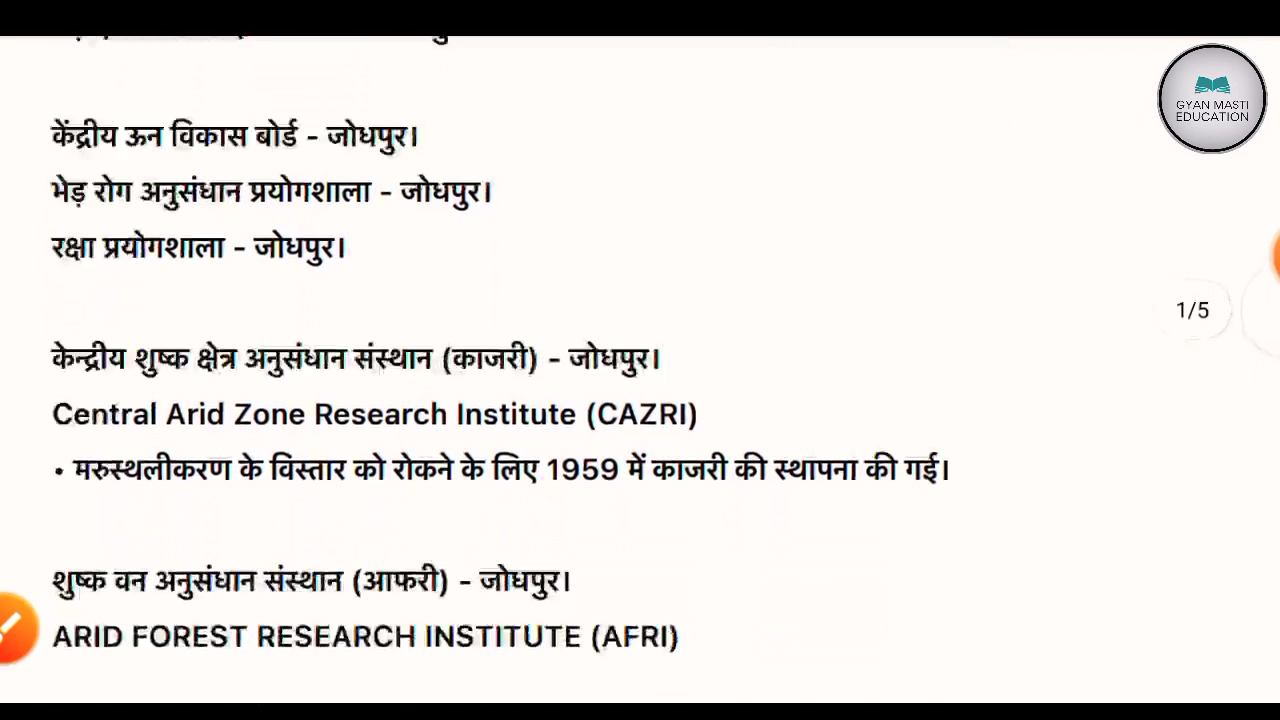 GYAN MASTI
EDUCATION
केंद्रीय ऊन विकास बोर्ड - जोधपुर।
भेड़ रोग अनुसंधान प्रयोगशाला - जोधपुर।
रक्षा प्रयोगशाला - जोधपुर।
1/5
केन्द्रीय शुष्क क्षेत्र अनुसंधान संस्थान (काजरी) - जोधपुर।
Central Arid Zone Research Institute (CAZRI)
• मरुस्थलीकरण के विस्तार को रोकने के लिए 1959 में काजरी की स्थापना की गई।
शुष्क वन अनुसंधान संस्थान (आफरी) - जोधपुर।
ARID FOREST RESEARCH INSTITUTE (AFRI)